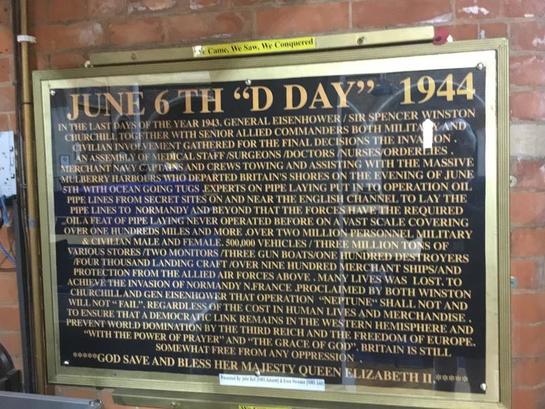 We Came, We Saw, We Conquered
JUNE 6 TH “D DAY” 1944
IN THE LAST DAYS OF THE YEAR 1943, GENERAL EISENHOWER / SIR SPENCER WINSTON
CHURCHILL TOGETHER WITH SENIOR ALLIED COMMANDERS BOTH MILITARY AND
CIVILIAN INVOLVEMENT GATHERED FOR THE FINAL DECISIONS THE INVASION .
AN ASSEMBLY OF MEDICAL STAFF /SURGEONS /DOCTORS / NURSES/ORDERLIES
MERCHANT NAVY CAPTAINS AND CREWS TOWING AND ASSISTING WITH THE MASSIVE
MULBERRY HARBOURS WHO DEPARTED BRITAIN'S SHORES ON THE EVENING OF JUNE
5TH WITH OCEAN GOING TUGS .EXPERTS ON PIPE LAYING PUT IN TO OPERATION OIL
PIPE LINES FROM SECRET SITES ON AND NEAR THE ENGLISH CHANNEL TO LAY THE
PIPE LINES TO NORMANDY AND BEYOND THAT THE FORCES HAVE THE REQUIRED
.OIL.A FEAT OF PIPE LAYING NEVER OPERATED BEFORE ON A VAST SCALE COVERING
OVER ONE HUNDREDS MILES AND MORE .OVER TWO MILLION PERSONNEL MILITARY
& CIVILIAN MALE AND FEMALE. 500,000 VEHICLES / THREE MILLION TONS OF
VARIOUS STORES /TWO MONITORS /THREE GUN BOATS/ONE HUNDRED DESTROYERS
/FOUR THOUSAND LANDING CRAFT /OVER NINE HUNDRED MERCHANT SHIPS/AND
PROTECTION FROM THE ALLIED AIR FORCES ABOVE . MANY LIVES WAS LOST. TO
ACHIEVE THE INVASION OF NORMANDY N.FRANCE .PROCLAIMED BY BOTH WINSTON
CHURCHILL AND GEN EISENHOWER THAT OPERATION “NEPTUNE” SHALL NOT AND
WILL NOT “ FAIL”. REGARDLESS OF THE COST IN HUMAN LIVES AND MERCHANDISE .
TO ENSURE THAT A DEMOCRATIC LINK REMAINS IN THE WESTERN HEMISPHERE AND
PREVENT WORLD DOMINATION BY THE THIRD REICH AND THE FREEDOM OF EUROPE.
“WITH THE POWER OF PRAYER” AND “THE GRACE OF GOD”. BRITAIN IS STILL
SOMEWHAT FREE FROM ANY OPPRESSION .
*****GOD SAVE AND BLESS HER MAJESTY QUEEN ELIZABETH II.*****
Presented By John